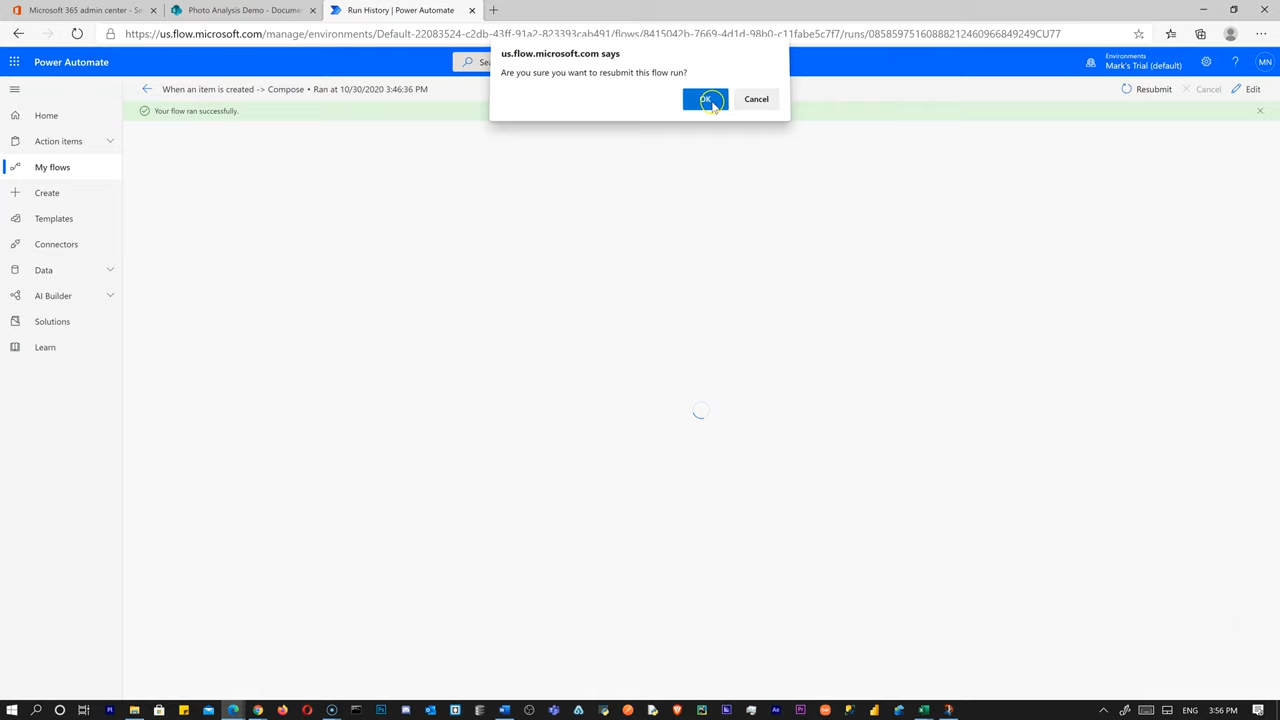 Microsoft 365 admin center - Se
Photo Analysis Demo - Docume
Run History | Power Automate
https://us.flow.microsoft.com/manage/environments/Default-22083524-c2db-43ff-91a2-823393cab491/flows/8415042b-7669-4d1d-98b0-c11fabe5c7f7/runs/08585975160888212460966849249CU77
us.flow.microsoft.com says
Are you sure you want to resubmit this flow run?
OK
Cancel
Power Automate
Sea
Environments
Mark's Trial (default)
MN
When an item is created -> Compose • Ran at 10/30/2020 3:46:36 PM
Resubmit
Cancel
Edit
Your flow ran successfully.
Home
Action items
My flows
Create
Templates
Connectors
Data
AI Builder
Solutions
Learn
ENG
3:56 PM